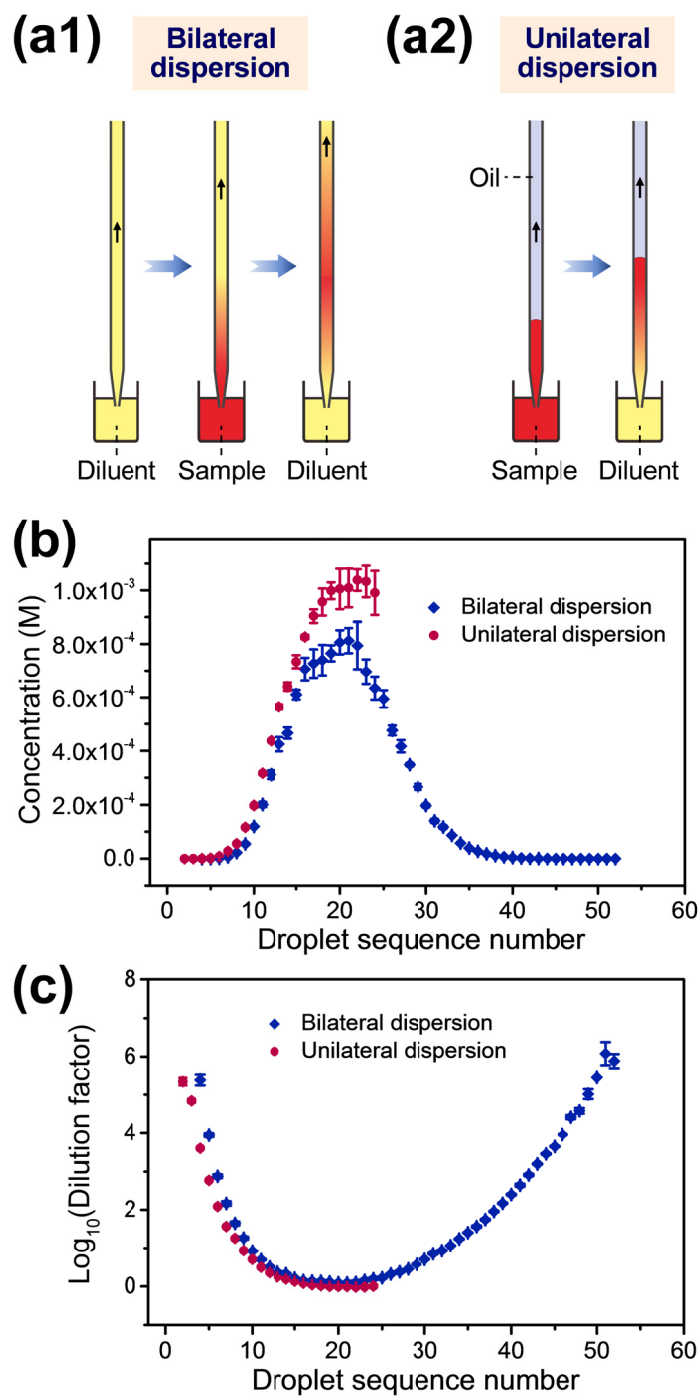 (a1)
Bilateral
dispersion
(a2)
Unilateral
dispersion
Oil
Diluent
Sample
Diluent
Sample
Diluent
(b)
1.0x10⁻³
8.0x10⁻⁴
6.0x10⁻⁴
4.0x10⁻⁴
2.0x10⁻⁴
0.0
Concentration (M)
Bilateral dispersion
Unilateral dispersion
0 10 20 30 40 50 60
Droplet sequence number
(c)
8
6
4
2
0
Log₁₀(Dilution factor)
Bilateral dispersion
Unilateral dispersion
0 10 20 30 40 50 60
Droplet sequence number